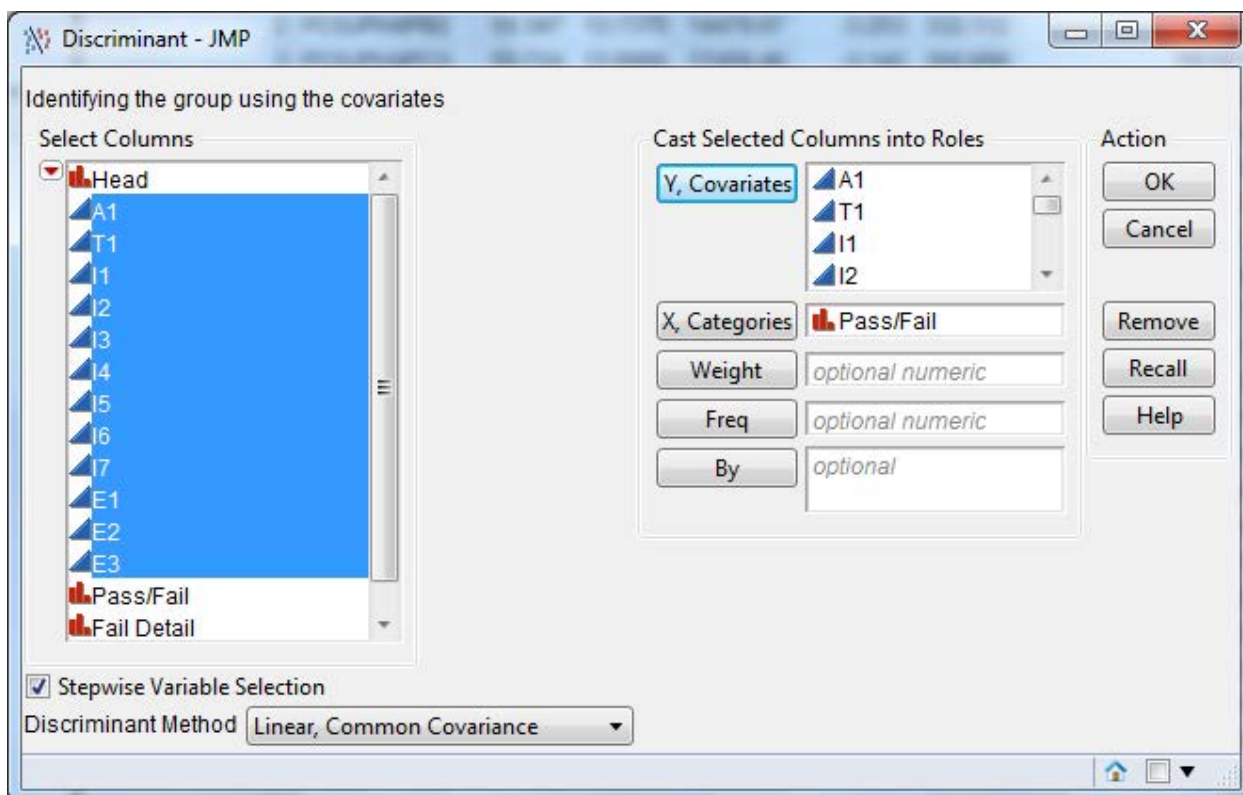 Discriminant - JMP
Identifying the group using the covariates
Select Columns
Head
A1
T1
I1
I2
I3
I4
I5
I6
I7
E1
E2
E3
Pass/Fail
Fail Detail
Cast Selected Columns into Roles
Y, Covariates
A1
T1
I1
I2
X, Categories
Pass/Fail
Weight
optional numeric
Freq
optional numeric
By
optional
Action
OK
Cancel
Remove
Recall
Help
Stepwise Variable Selection
Discriminant Method Linear, Common Covariance